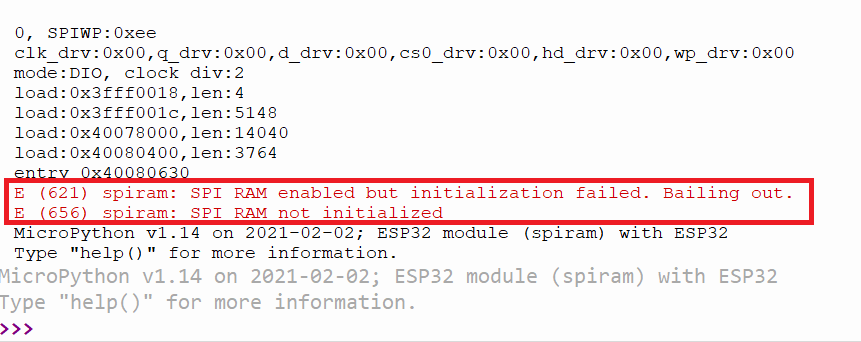 0, SPIWP:0xee
clk_drv:0x00,q_drv:0x00,d_drv:0x00,cs0_drv:0x00,hd_drv:0x00,wp_drv:0x00
mode:DIO, clock div:2
load:0x3fff0018,len:4
load:0x3fff001c,len:5148
load:0x40078000,len:14040
load:0x40080400,len:3764
entry 0x40080630
E (621) spiram: SPI RAM enabled but initialization failed. Bailing out.
E (656) spiram: SPI RAM not initialized
MicroPython v1.14 on 2021-02-02; ESP32 module (spiram) with ESP32
Type "help()" for more information.
MicroPython v1.14 on 2021-02-02; ESP32 module (spiram) with ESP32
Type "help()" for more information.
>>>